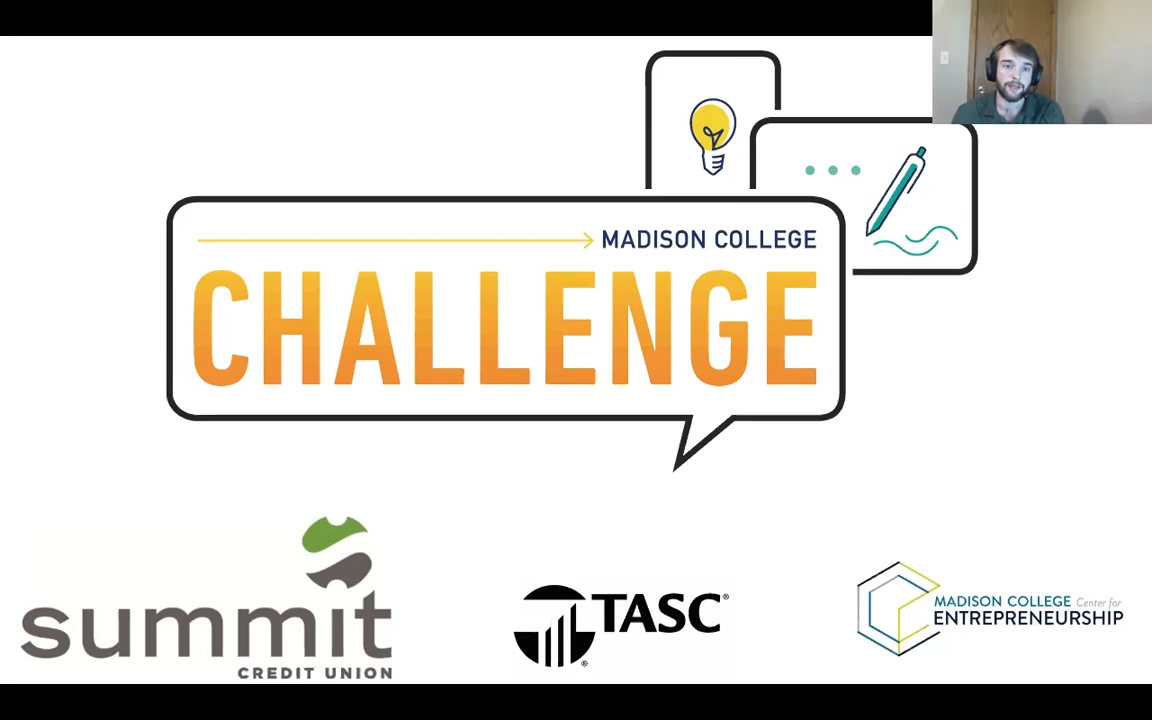 MADISON COLLEGE
CHALLENGE
summit
CREDIT UNION
TASC®
®
MADISON COLLEGE Center for
ENTREPRENEURSHIP